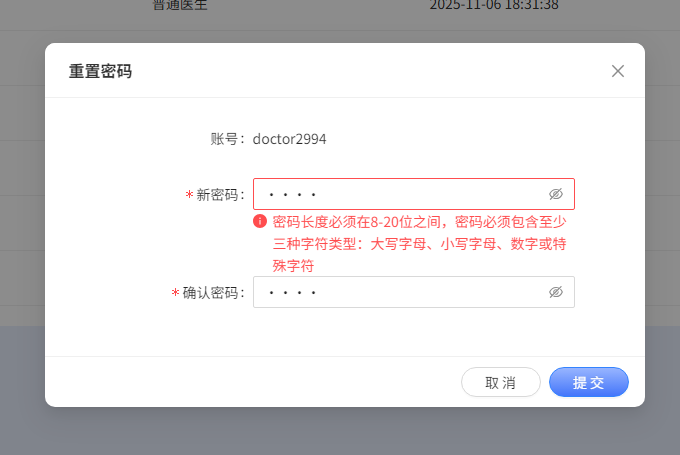 普通医生 2025-11-06 18:31:38
重置密码
账号: doctor2994
* 新密码: ····
密码长度必须在8-20位之间，密码必须包含至少
三种字符类型：大写字母、小写字母、数字或特
殊字符
* 确认密码: ····
取消 提交